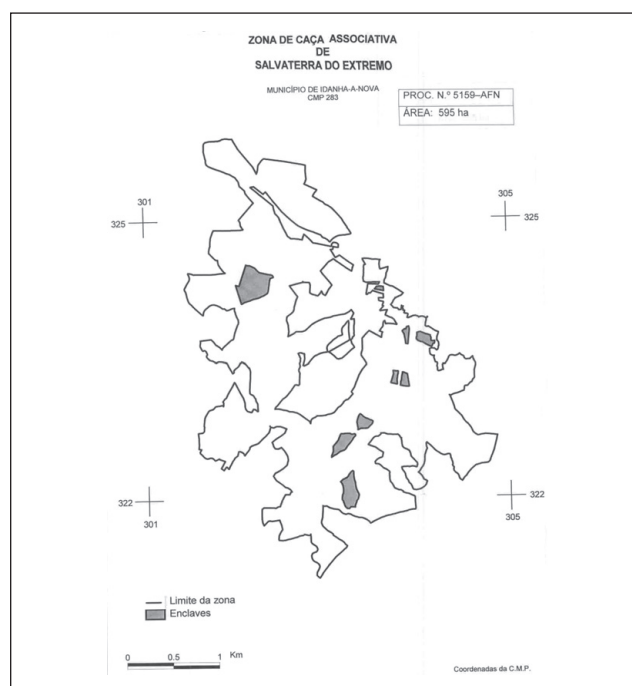 ZONA DE CAÇA ASSOCIATIVA
DE
SALVATERRA DO EXTREMO
MUNICÍPIO DE IDANHA-A-NOVA
CMP 283
PROC. N.º 5159–AFN
ÁREA: 595 ha
301
325
305
325
322
301
322
305
Limite da zona
Enclaves
0 0.5 1 Km
Coordenadas da C.M.P.